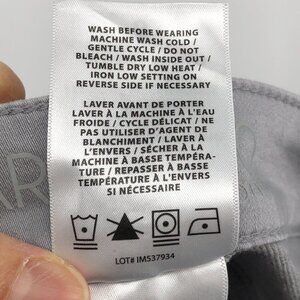 WASH BEFORE WEARING
MACHINE WASH COLD /
GENTLE CYCLE / DO NOT
BLEACH / WASH INSIDE OUT /
TUMBLE DRY LOW HEAT /
IRON LOW SETTING ON
REVERSE SIDE IF NECESSARY
LAVER AVANT DE PORTER
LAVER À LA MACHINE À L'EAU
FROIDE / CYCLE DÉLICAT / NE
PAS UTILISER D'AGENT DE
BLANCHIMENT / LAVER À
L'ENVERS / SÉCHER À LA
MACHINE À BASSE TEMPÉRA-
TURE / REPASSER À BASSE
TEMPÉRATURE À L'ENVERS
SI NÉCESSAIRE
LOT# IM537934